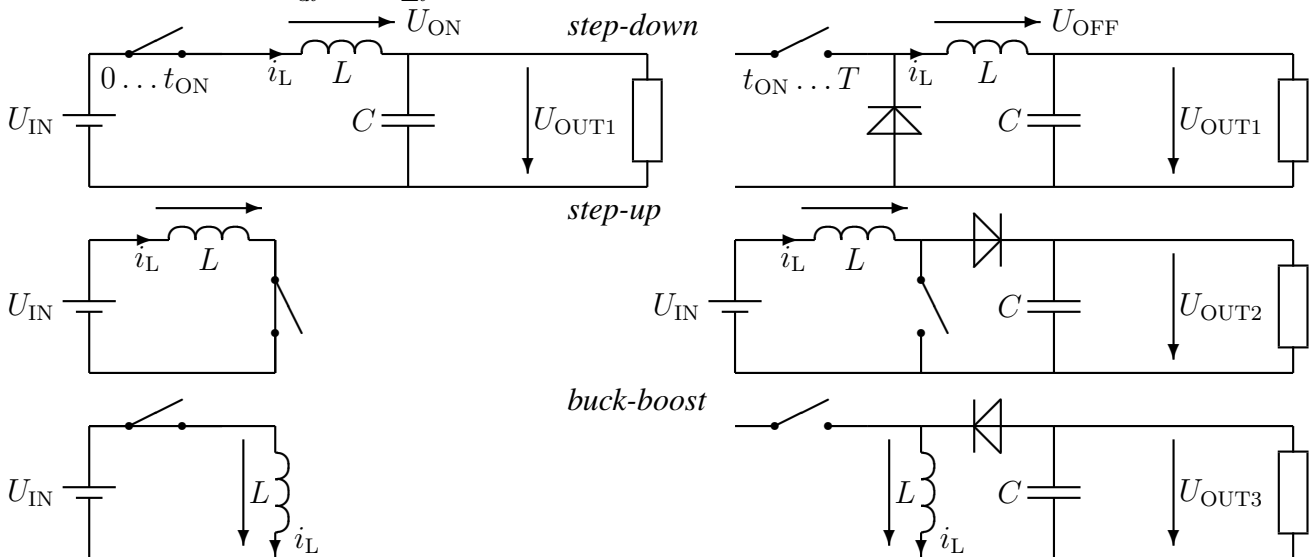 U_ON step-down U_OFF
0…t_ON i_L L t_ON…T i_L L
U_IN C U_OUT1 C U_OUT1
step-up
i_L L i_L L
U_IN U_IN C U_OUT2
buck-boost
U_IN L L C U_OUT3
i_L i_L